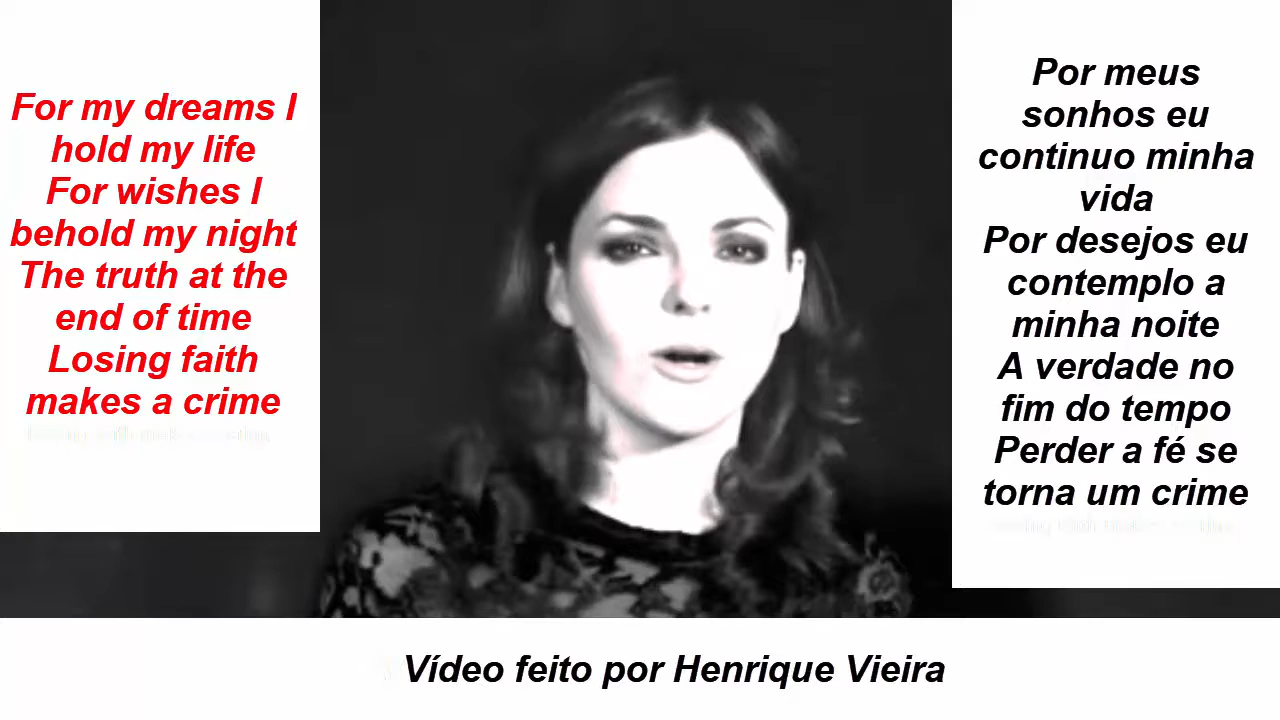 For my dreams I
hold my life
For wishes I
behold my night
The truth at the
end of time
Losing faith
makes a crime
Por meus
sonhos eu
continuo minha
vida
Por desejos eu
contemplo a
minha noite
A verdade no
fim do tempo
Perder a fé se
torna um crime
Vídeo feito por Henrique Vieira